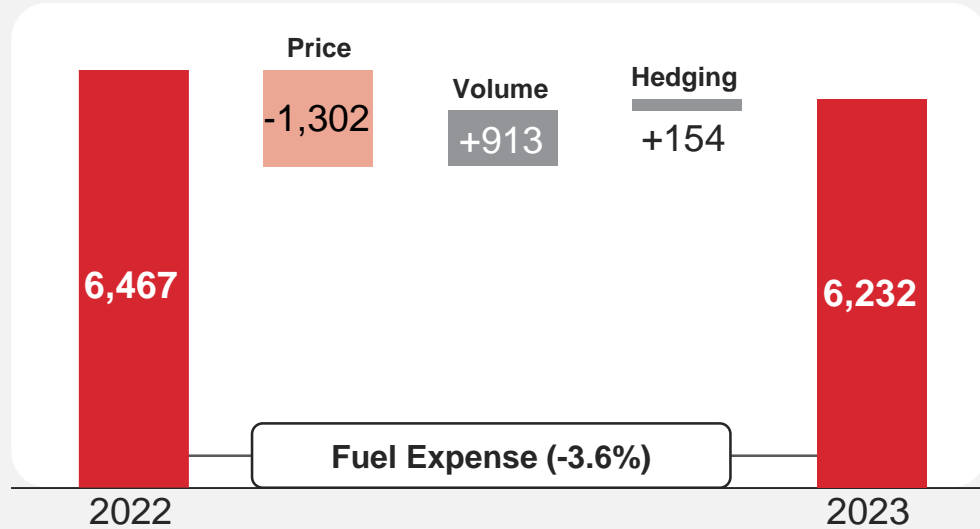 Price
-1,302
Volume
+913
Hedging
+154
6,467
6,232
Fuel Expense (-3.6%)
2022
2023